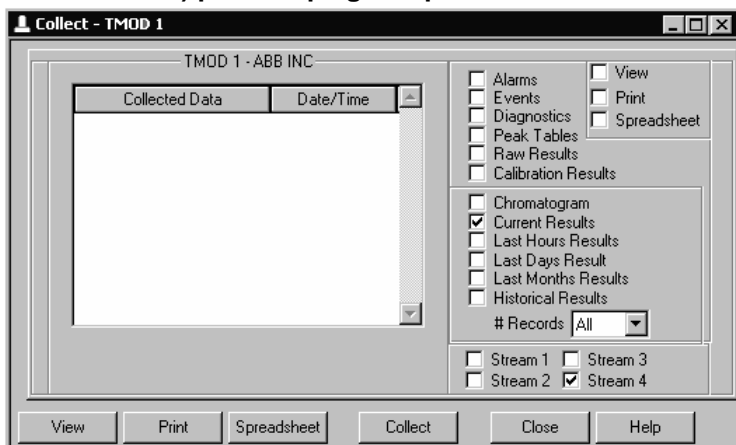 Collect - TMOD 1
TMOD 1 - ABB INC
Collected Data Date/Time
Alarms
Events
Diagnostics
Peak Tables
Raw Results
Calibration Results
View
Print
Spreadsheet
Chromatogram
Current Results
Last Hours Results
Last Days Result
Last Months Results
Historical Results
# Records All
Stream 1 Stream 3
Stream 2 Stream 4
View Print Spreadsheet Collect Close Help